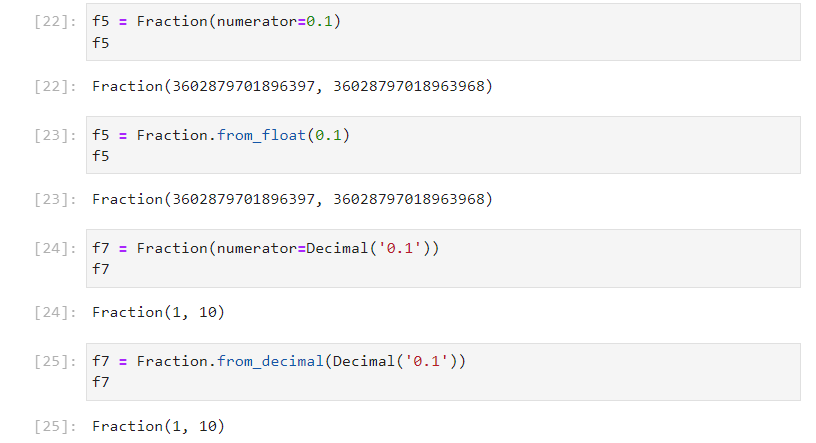 [22]: f5 = Fraction(numerator=0.1)
f5
[22]: Fraction(3602879701896397, 36028797018963968)
[23]: f5 = Fraction.from_float(0.1)
f5
[23]: Fraction(3602879701896397, 36028797018963968)
[24]: f7 = Fraction(numerator=Decimal('0.1'))
f7
[24]: Fraction(1, 10)
[25]: f7 = Fraction.from_decimal(Decimal('0.1'))
f7
[25]: Fraction(1, 10)